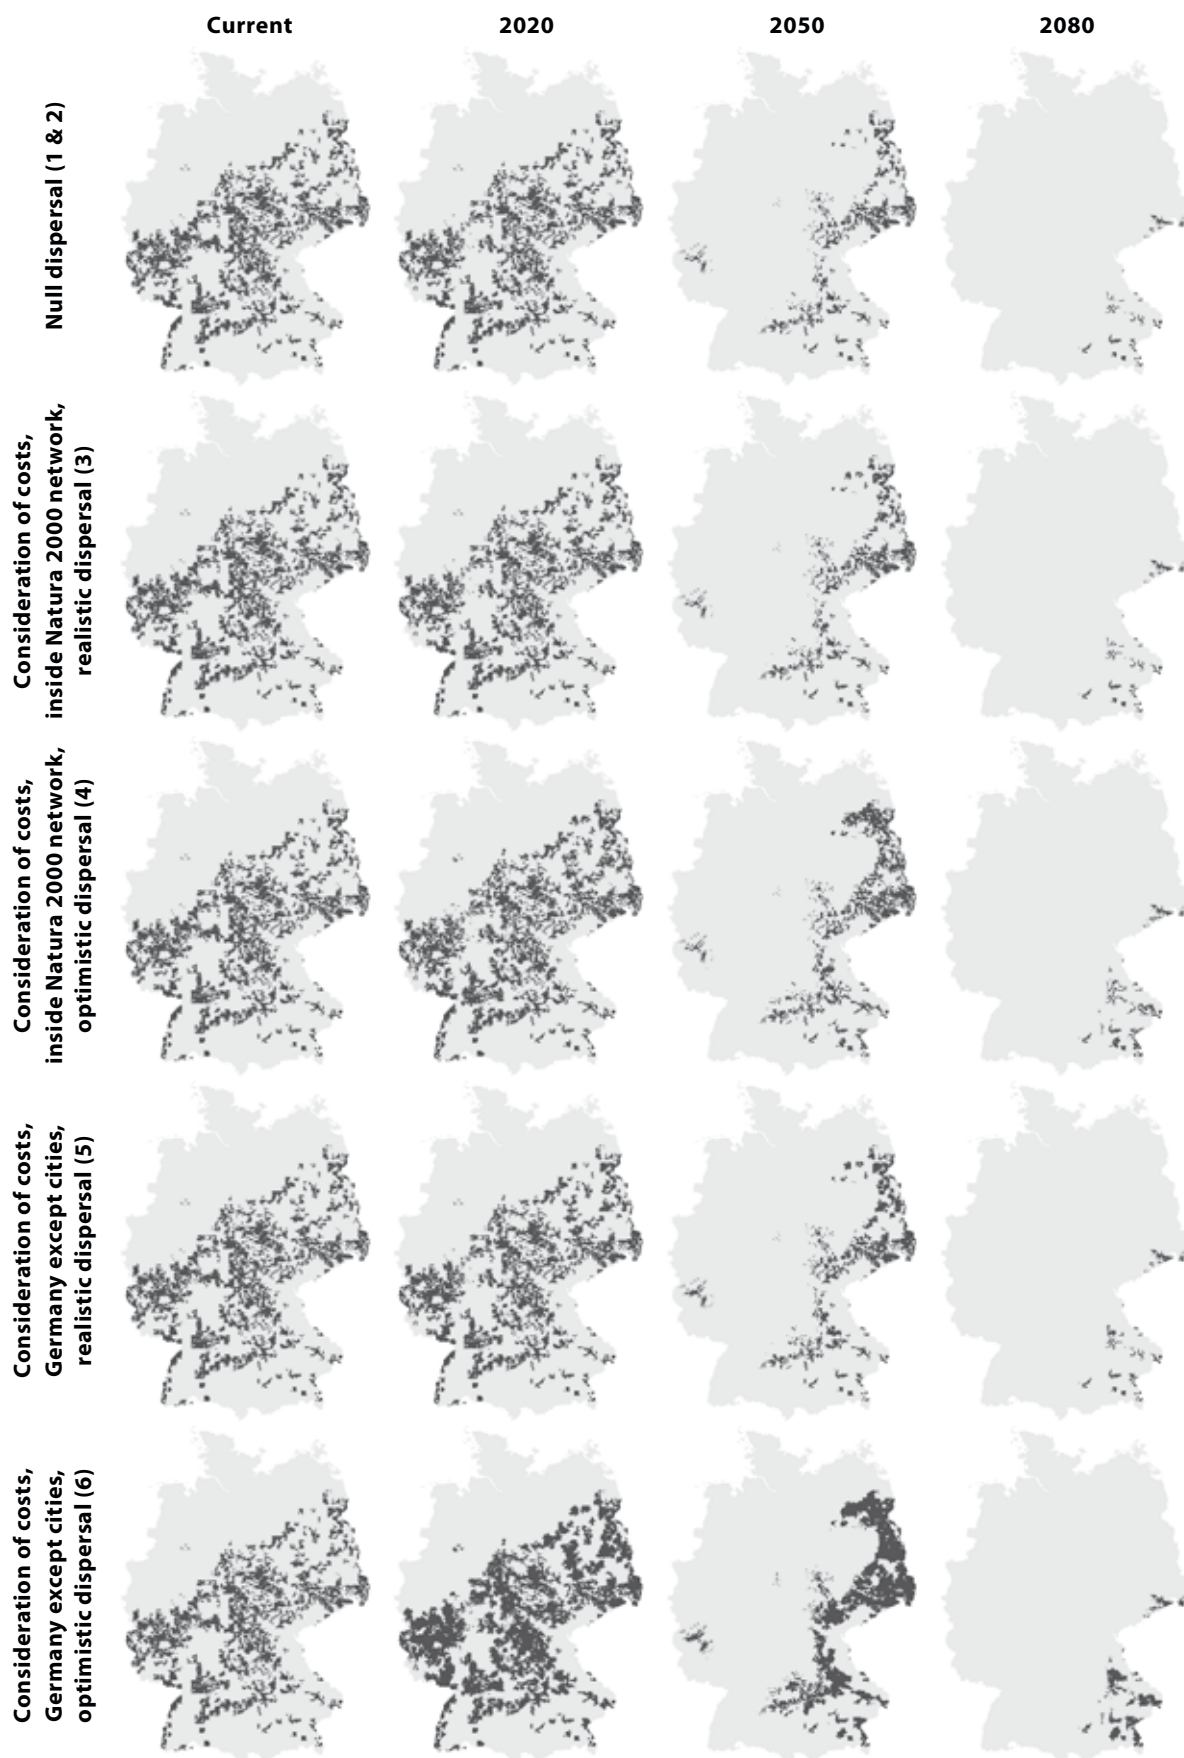 Current
2020
2050
2080
Null dispersal (1 & 2)
Consideration of costs,
inside Natura 2000 network,
realistic dispersal (3)
Consideration of costs,
inside Natura 2000 network,
optimistic dispersal (4)
Consideration of costs,
Germany except cities,
realistic dispersal (5)
Consideration of costs,
Germany except cities,
optimistic dispersal (6)